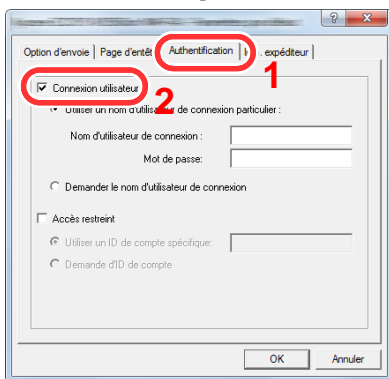 Option d'envoie Page d'entêt Authentification expéditeur
1
Connexion utilisateur
2
Utiliser un nom d'utilisateur de connexion particulier :
Nom d'utilisateur de connexion :
Mot de passe:
Demander le nom d'utilisateur de connexion
Accès restreint
Utiliser un ID de compte spécifique:
Demande d'ID de compte
OK Annuler